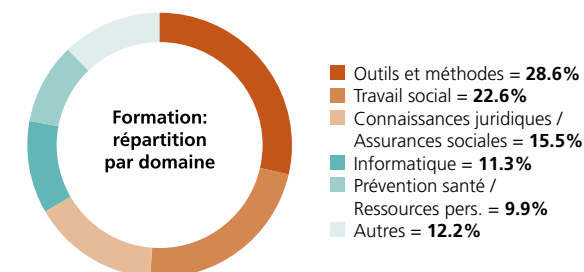 Formation:
répartition
par domaine
Outils et méthodes = 28.6%
Travail social = 22.6%
Connaissances juridiques /
Assurances sociales = 15.5%
Informatique = 11.3%
Prévention santé /
Ressources pers. = 9.9%
Autres = 12.2%